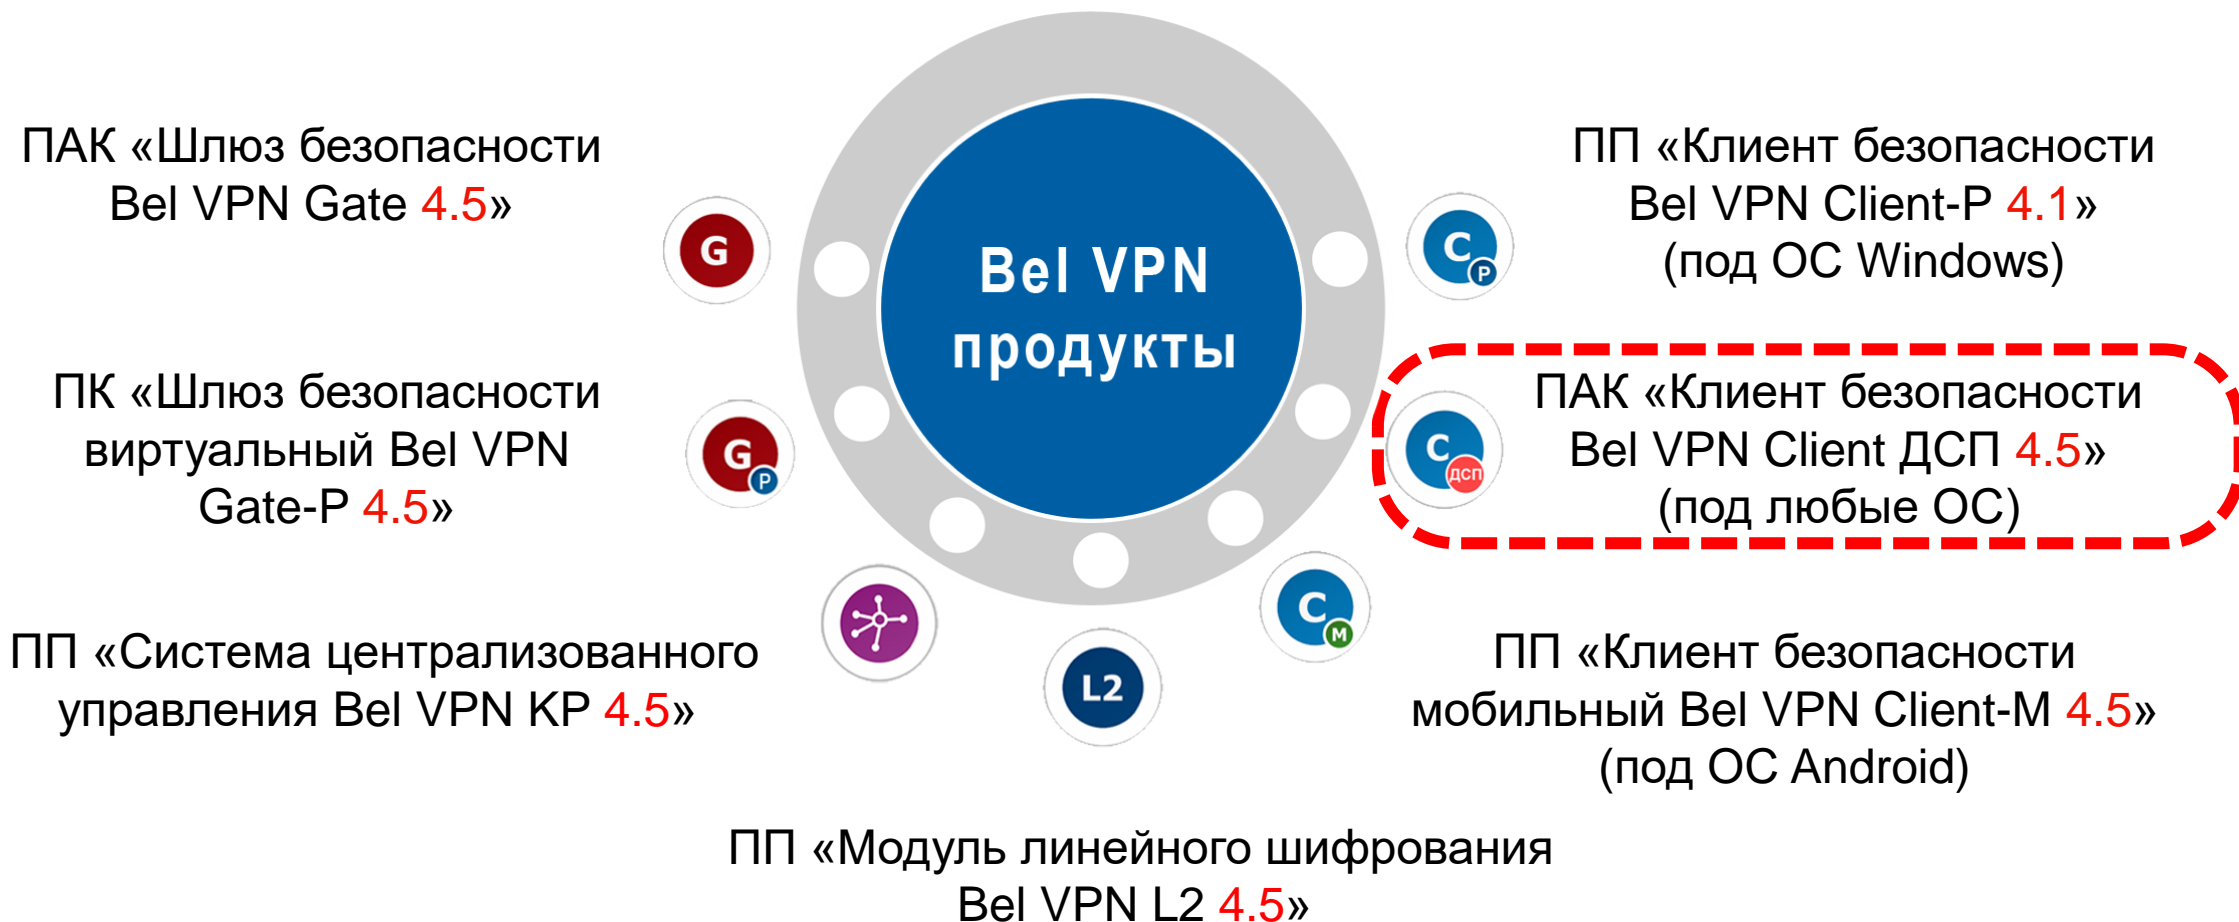 ПАК «Шлюз безопасности
Bel VPN Gate 4.5»
G
ПК «Шлюз безопасности
виртуальный Bel VPN
Gate-P 4.5»
G
P
ПП «Система централизованного
управления Bel VPN KP 4.5»
Bel VPN
продукты
L2
ПП «Модуль линейного шифрования
Bel VPN L2 4.5»
C
P
ПП «Клиент безопасности
Bel VPN Client-P 4.1»
(под ОС Windows)
C
ДСП
ПАК «Клиент безопасности
Bel VPN Client ДСП 4.5»
(под любые ОС)
C
M
ПП «Клиент безопасности
мобильный Bel VPN Client-M 4.5»
(под ОС Android)